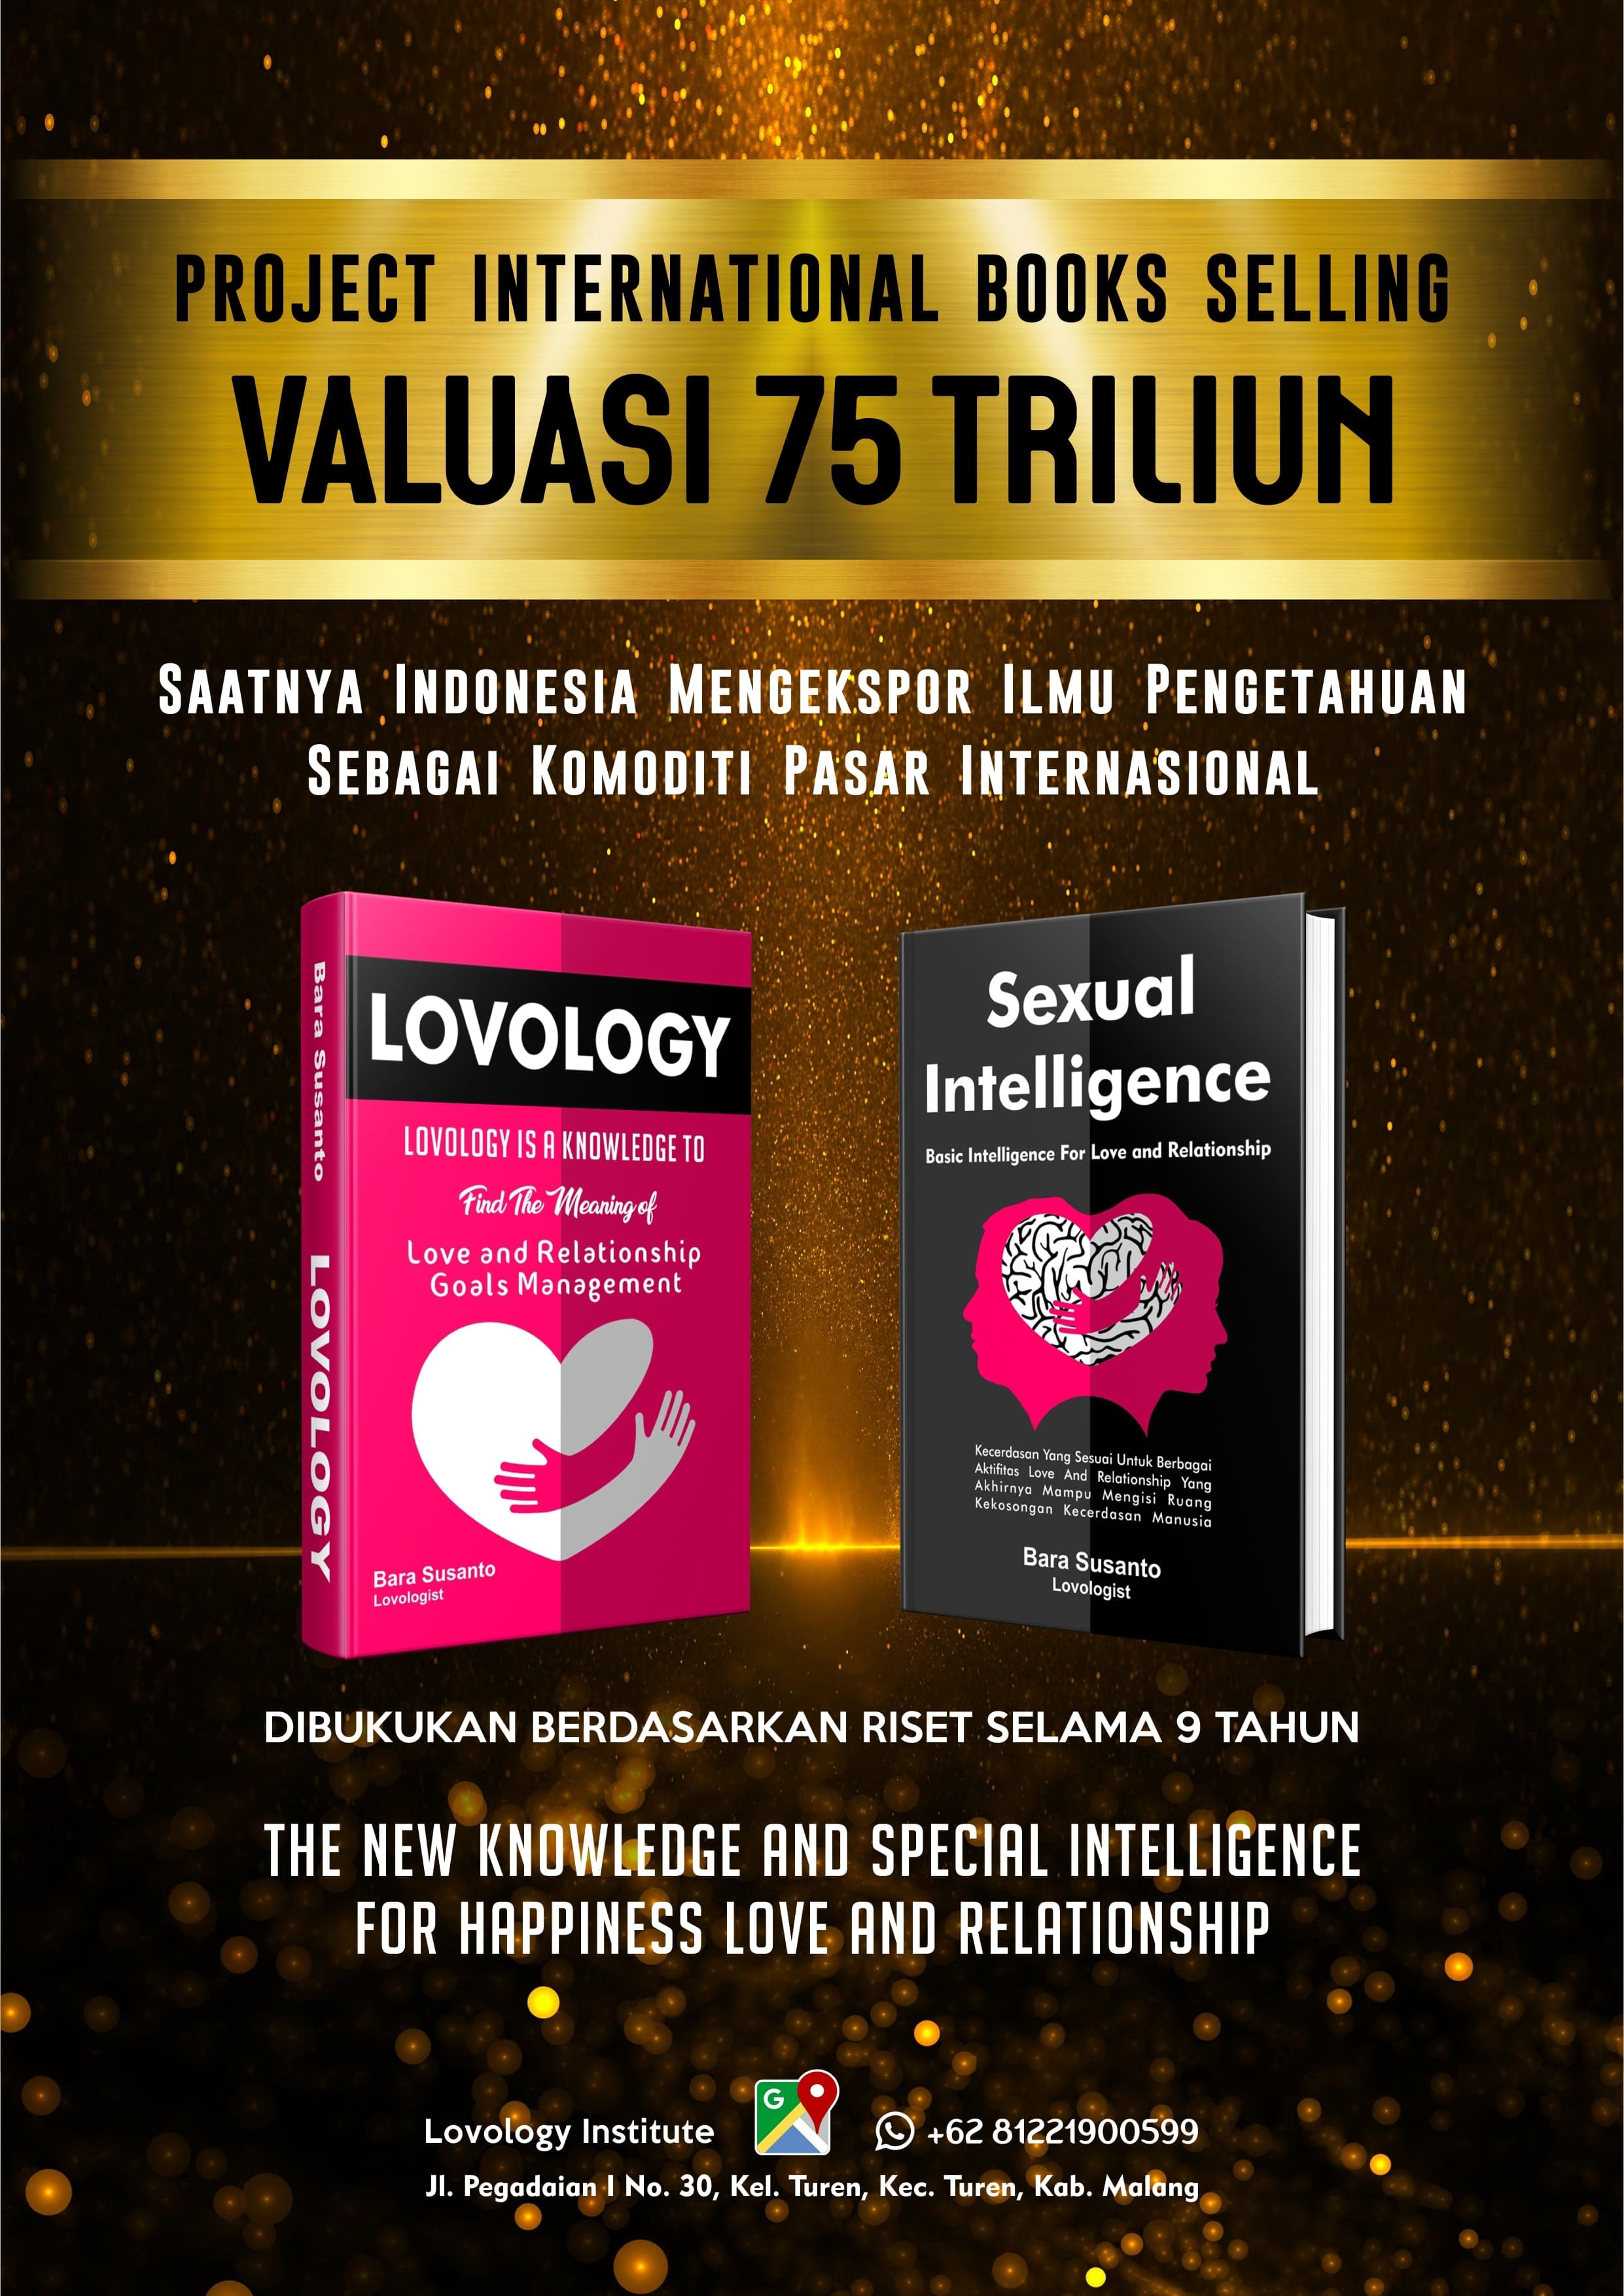 PROJECT INTERNATIONAL BOOKS SELLING
VALUASI 75 TRILIUN
SAATNYA INDONESIA MENGEKSPOR ILMU PENGETAHUAN
SEBAGAI KOMODITI PASAR INTERNASIONAL
Bara Susanto LOVOLOGY
LOVOLOGY
LOVOLOGY IS A KNOWLEDGE TO
Find The Meaning of
Love and Relationship
Goals Management
Bara Susanto
Lovologist
Sexual
Intelligence
Basic Intelligence For Love and Relationship
Kecerdasan Yang Sesuai Untuk Berbagai
Aktifitas Love And Relationship Yang
Akhirnya Mampu Mengisi Ruang
Kekosongan Kecerdasan Manusia
Bara Susanto
Lovologist
DIBUKUKAN BERDASARKAN RISET SELAMA 9 TAHUN
THE NEW KNOWLEDGE AND SPECIAL INTELLIGENCE
FOR HAPPINESS LOVE AND RELATIONSHIP
Lovology Institute G +62 81221900599
Jl. Pegadaian I No. 30, Kel. Turen, Kec. Turen, Kab. Malang